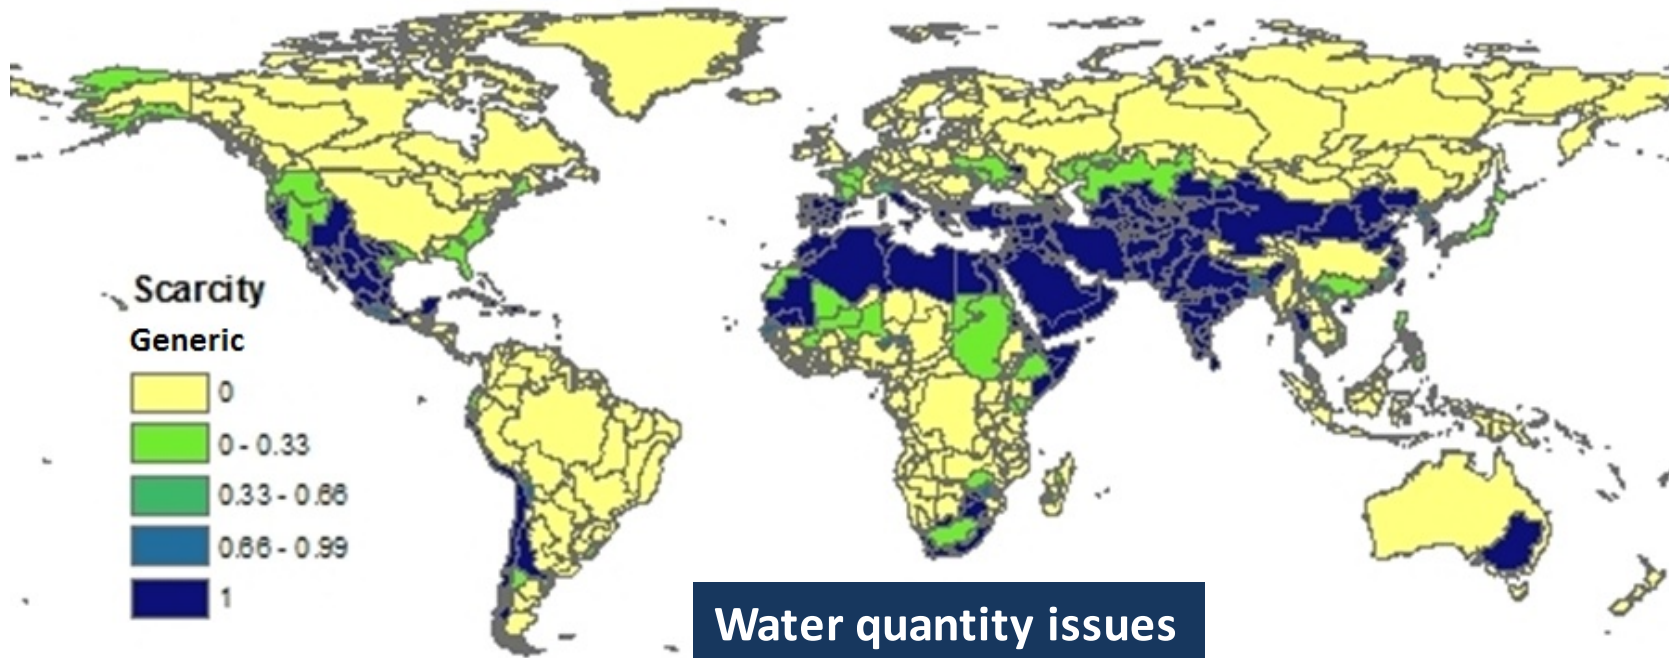 Scarcity
Generic
0
0 - 0.33
0.33 - 0.66
0.66 - 0.99
1
Water quantity issues